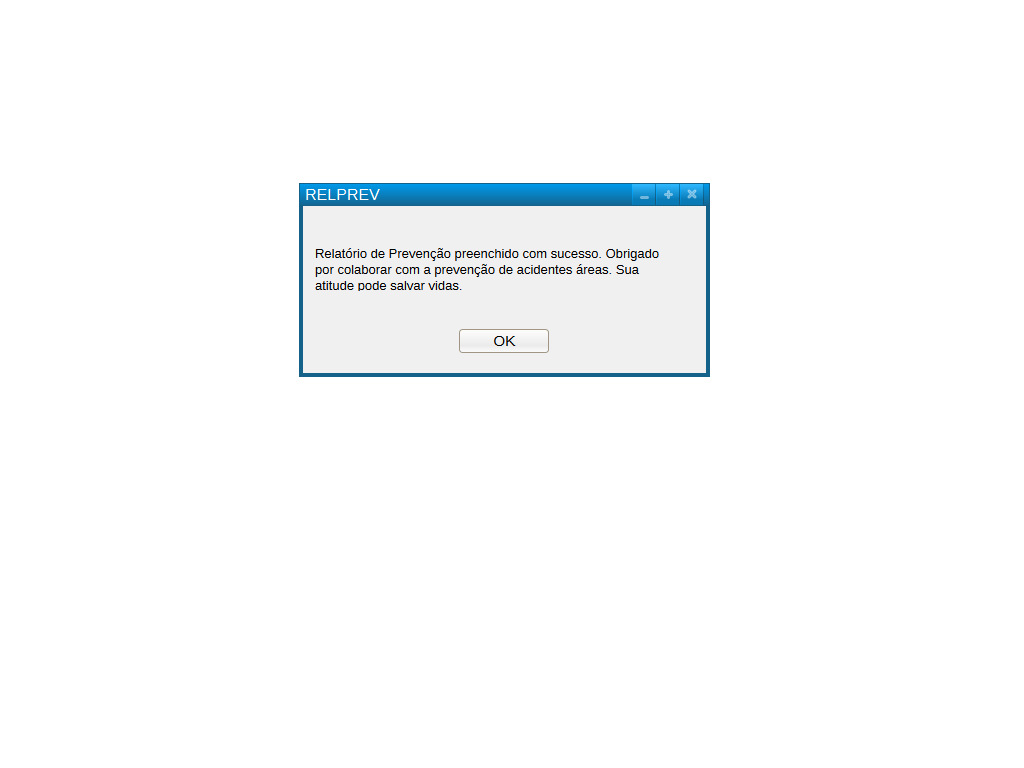 RELPREV
Relatório de Prevenção preenchido com sucesso. Obrigado
por colaborar com a prevenção de acidentes áreas. Sua
atitude pode salvar vidas.
OK